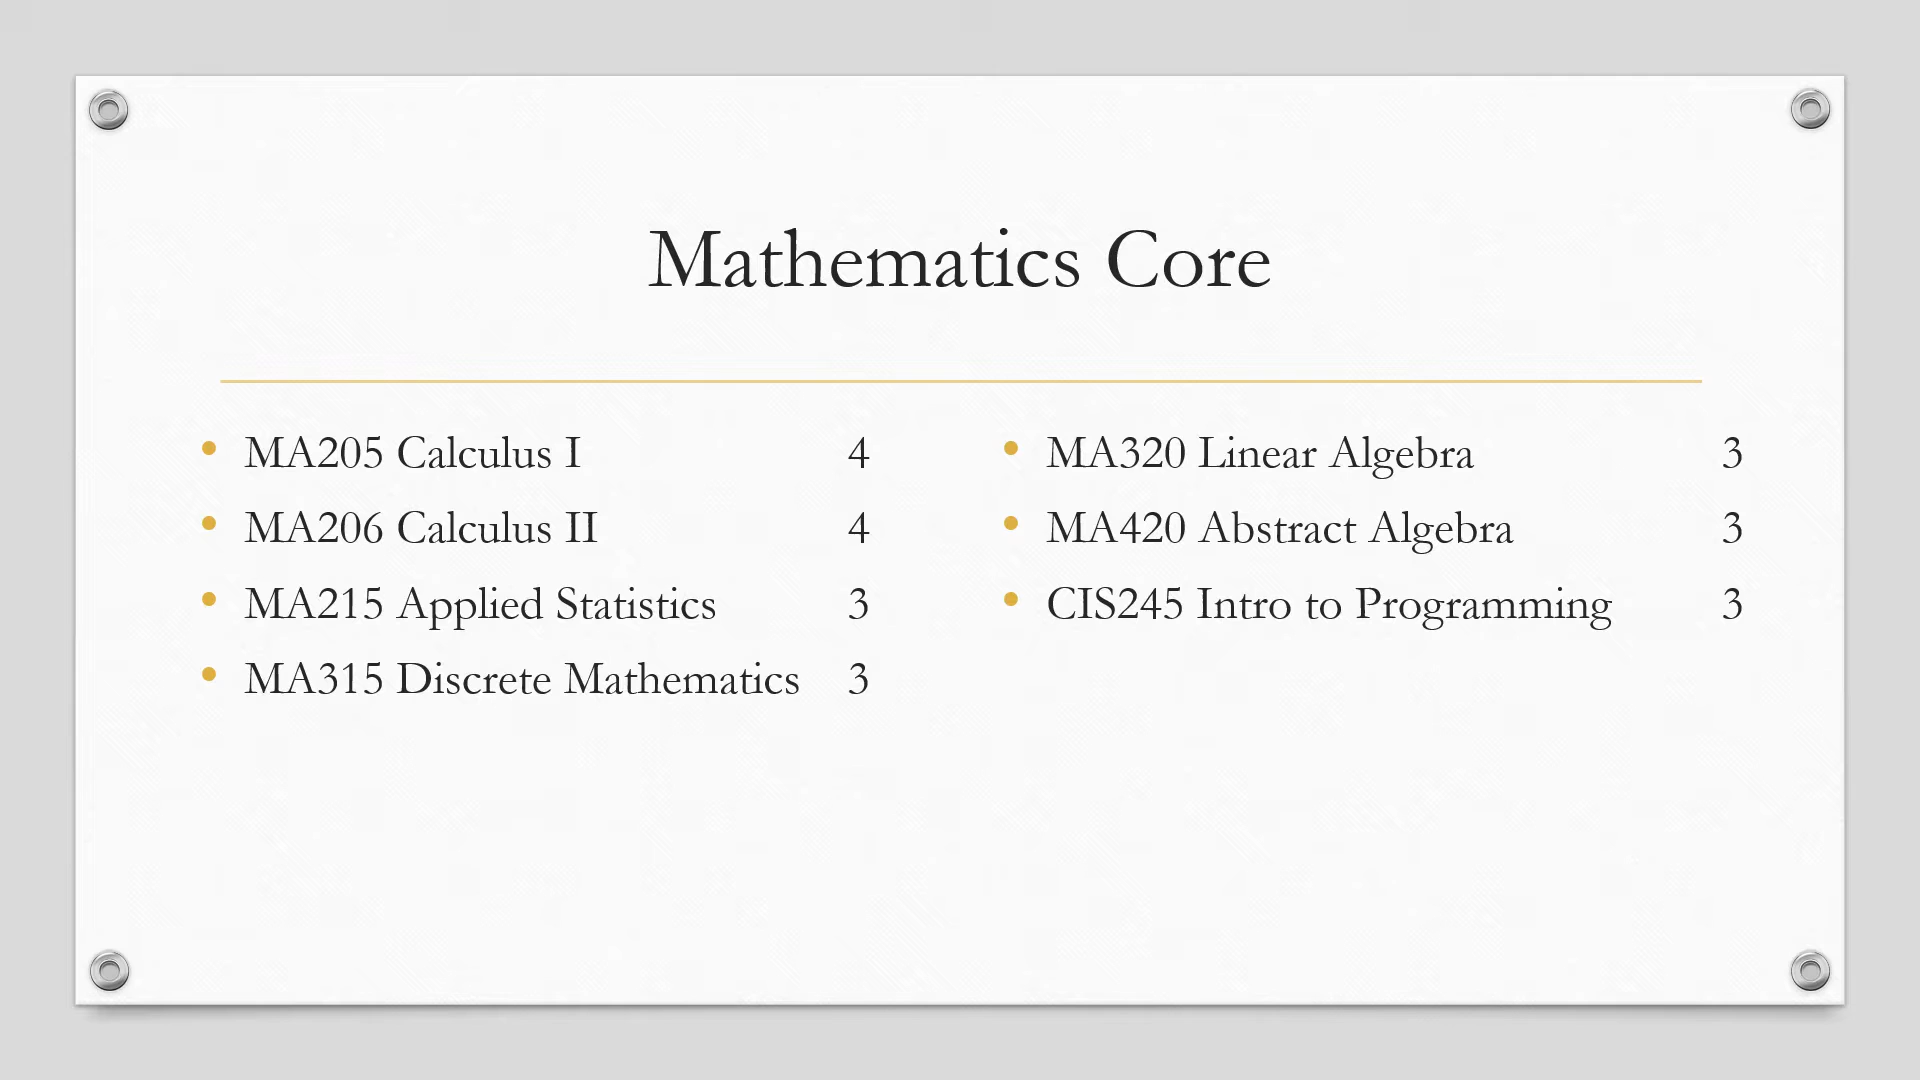 Mathematics Core
MA205 Calculus I 4
MA206 Calculus II 4
MA215 Applied Statistics 3
MA315 Discrete Mathematics 3
MA320 Linear Algebra 3
MA420 Abstract Algebra 3
CIS245 Intro to Programming 3